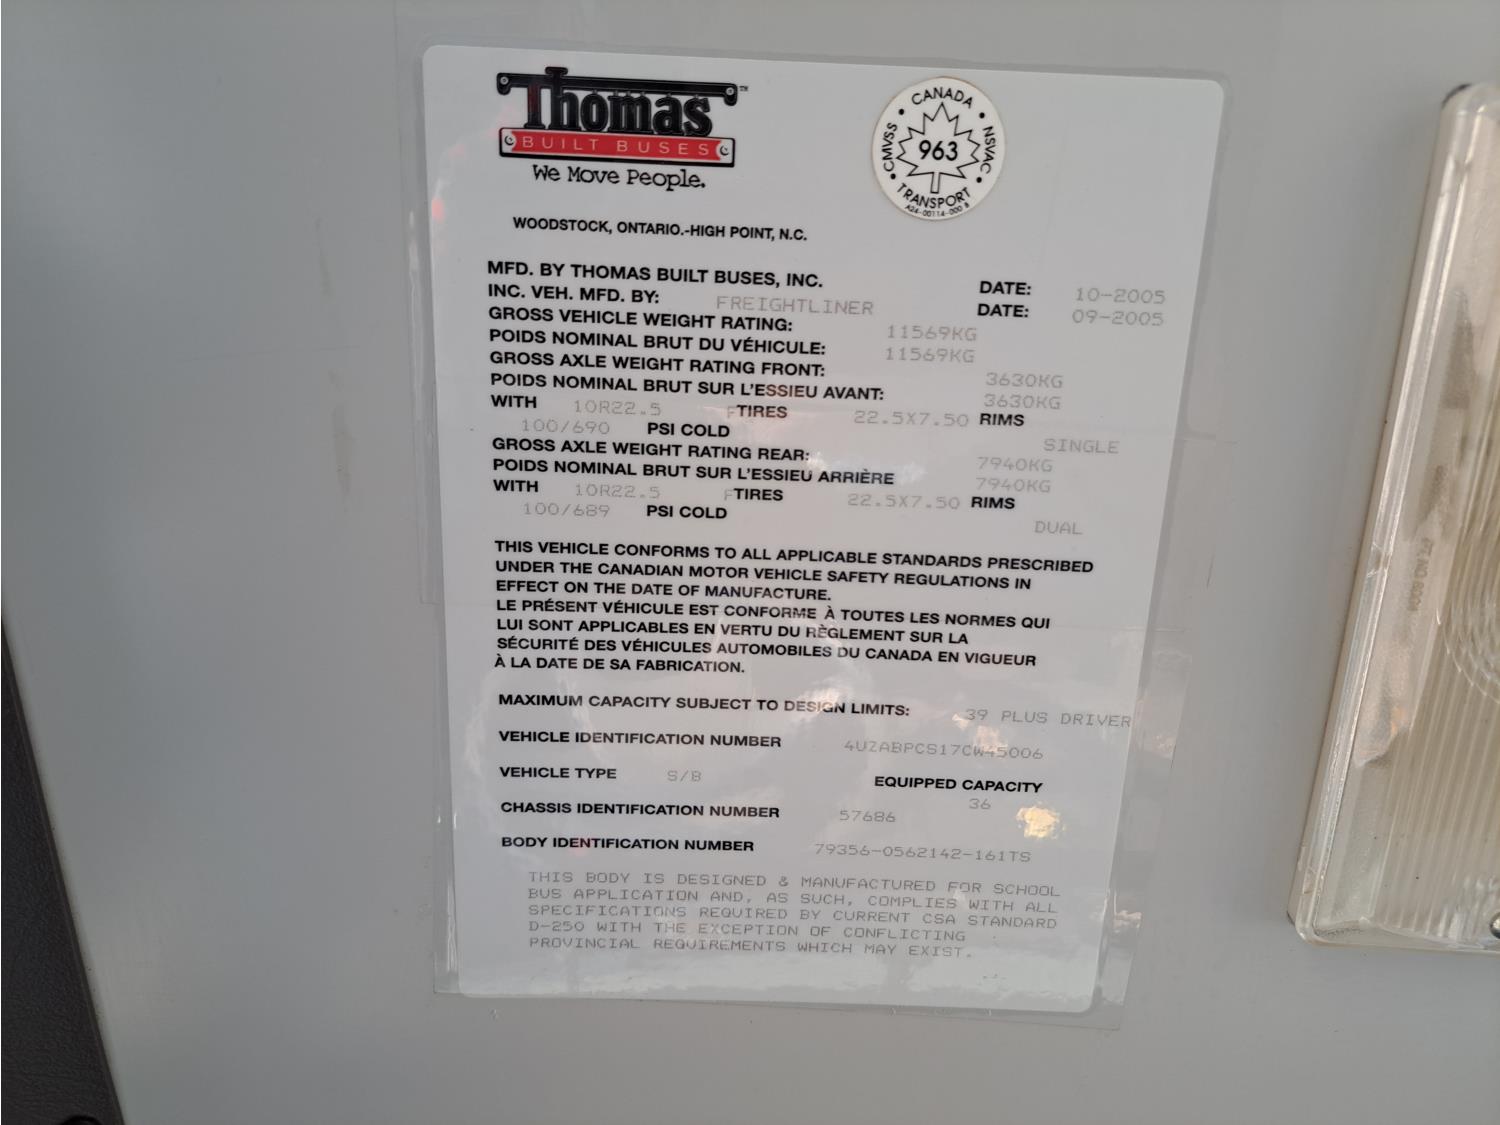 Thomas™
BUILT BUSES
We Move People.
CANADA
CMVSS
963
NSVAC
TRANSPORT
A24-00114-000 B
WOODSTOCK, ONTARIO.-HIGH POINT, N.C.
MFD. BY THOMAS BUILT BUSES, INC. DATE: 10-2005
INC. VEH. MFD. BY: FREIGHTLINER DATE: 09-2005
GROSS VEHICLE WEIGHT RATING: 11569KG
POIDS NOMINAL BRUT DU VÉHICULE: 11569KG
GROSS AXLE WEIGHT RATING FRONT: 3630KG
POIDS NOMINAL BRUT SUR L'ESSIEU AVANT: 3630KG
WITH 10R22.5 FTIRES 22.5X7.50 RIMS
100/690 PSI COLD SINGLE
GROSS AXLE WEIGHT RATING REAR: 7940KG
POIDS NOMINAL BRUT SUR L'ESSIEU ARRIÈRE 7940KG
WITH 10R22.5 FTIRES 22.5X7.50 RIMS
100/689 PSI COLD DUAL
THIS VEHICLE CONFORMS TO ALL APPLICABLE STANDARDS PRESCRIBED
UNDER THE CANADIAN MOTOR VEHICLE SAFETY REGULATIONS IN
EFFECT ON THE DATE OF MANUFACTURE.
LE PRÉSENT VÉHICULE EST CONFORME À TOUTES LES NORMES QUI
LUI SONT APPLICABLES EN VERTU DU RÈGLEMENT SUR LA
SÉCURITÉ DES VÉHICULES AUTOMOBILES DU CANADA EN VIGUEUR
À LA DATE DE SA FABRICATION.
MAXIMUM CAPACITY SUBJECT TO DESIGN LIMITS: 39 PLUS DRIVER
VEHICLE IDENTIFICATION NUMBER 4UZABPCS17CW45006
VEHICLE TYPE S/B EQUIPPED CAPACITY
36
CHASSIS IDENTIFICATION NUMBER 57686
BODY IDENTIFICATION NUMBER 79356-0562142-161TS
THIS BODY IS DESIGNED & MANUFACTURED FOR SCHOOL
BUS APPLICATION AND, AS SUCH, COMPLIES WITH ALL
SPECIFICATIONS REQUIRED BY CURRENT CSA STANDARD
D-250 WITH THE EXCEPTION OF CONFLICTING
PROVINCIAL REQUIREMENTS WHICH MAY EXIST.